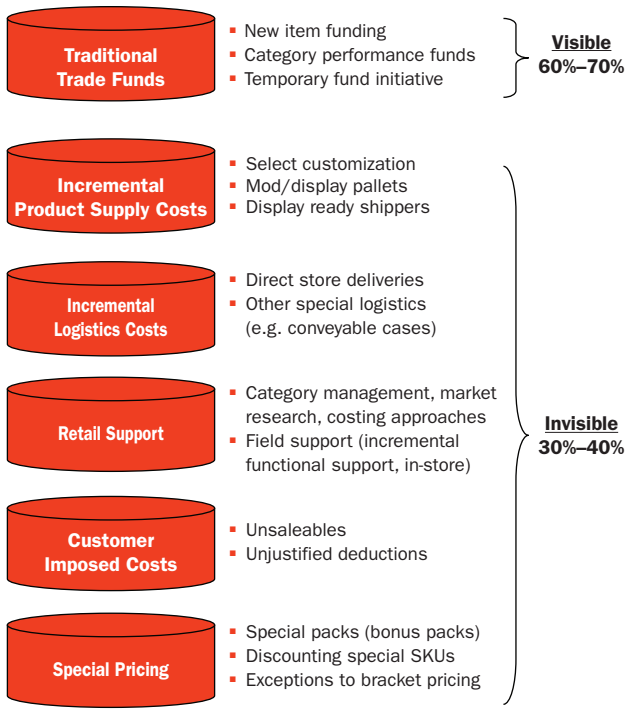 Traditional
Trade Funds
▪ New item funding
▪ Category performance funds
▪ Temporary fund initiative
Visible
60%–70%
Incremental
Product Supply Costs
▪ Select customization
▪ Mod/display pallets
▪ Display ready shippers
Incremental
Logistics Costs
▪ Direct store deliveries
▪ Other special logistics
(e.g. conveyable cases)
Retail Support
▪ Category management, market
research, costing approaches
▪ Field support (incremental
functional support, in-store)
Invisible
30%–40%
Customer
Imposed Costs
▪ Unsaleables
▪ Unjustified deductions
Special Pricing
▪ Special packs (bonus packs)
▪ Discounting special SKUs
▪ Exceptions to bracket pricing